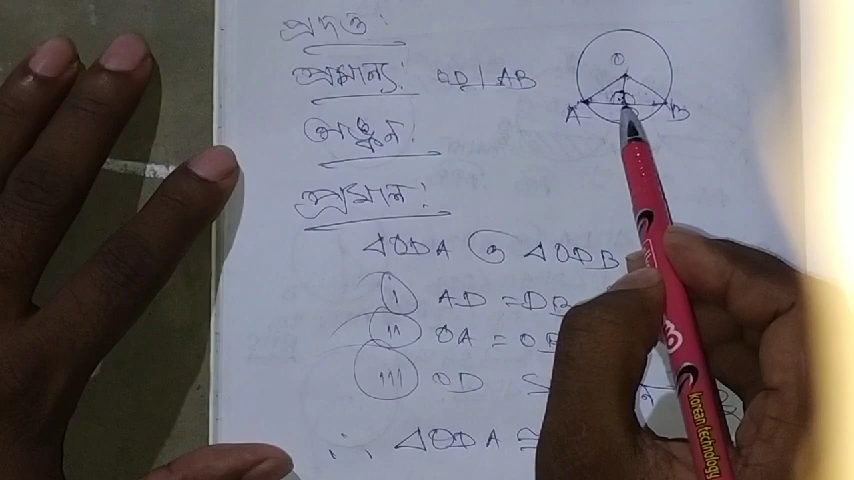 প্রদত্ত:
প্রমান্য: OD ⊥ AB
O
A B
অঙ্কন:
প্রমান:
△ODA ও △ODB
i AD = DB
ii OA = OB
iii OD
∴ △ODA ≅
korean technology